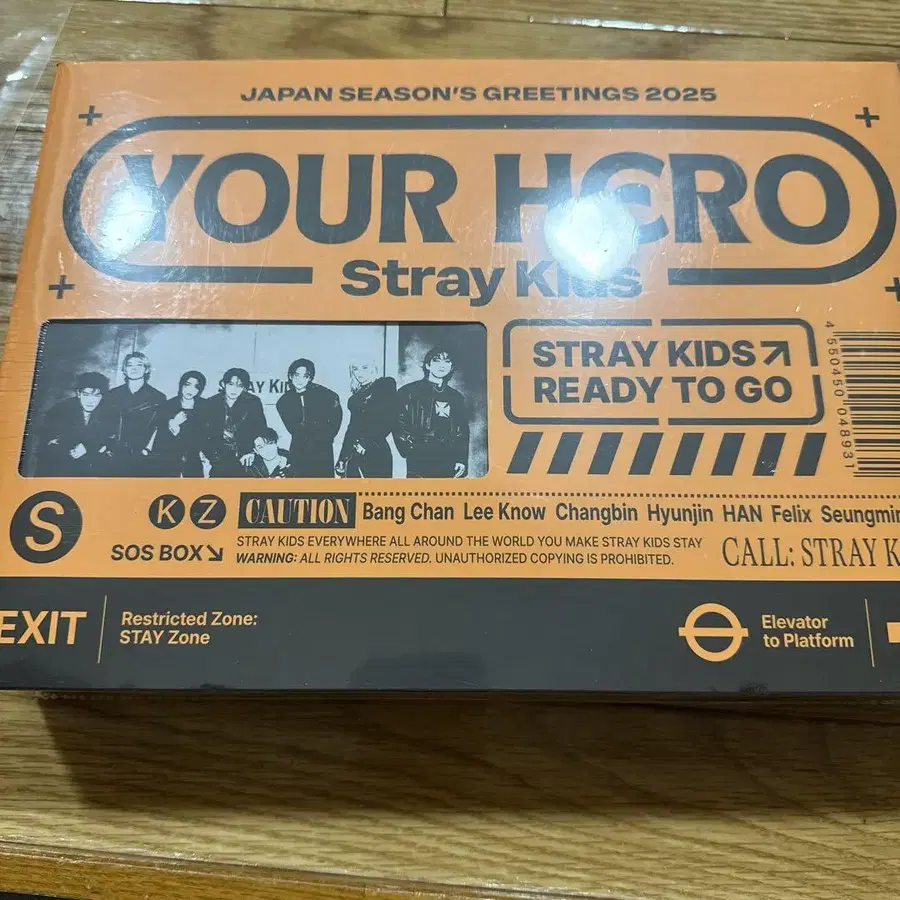 JAPAN SEASON'S GREETINGS 2025
YOUR HERO
Stray Kids
STRAY KIDS
STRAY KIDS↗
READY TO GO
4 550450 048931
S
K Z
SOS BOX↘
CAUTION Bang Chan Lee Know Changbin Hyunjin HAN Felix Seungmin
STRAY KIDS EVERYWHERE ALL AROUND THE WORLD YOU MAKE STRAY KIDS STAY
WARNING: ALL RIGHTS RESERVED. UNAUTHORIZED COPYING IS PROHIBITED.
CALL: STRAY K
EXIT
Restricted Zone:
STAY Zone
Elevator
to Platform